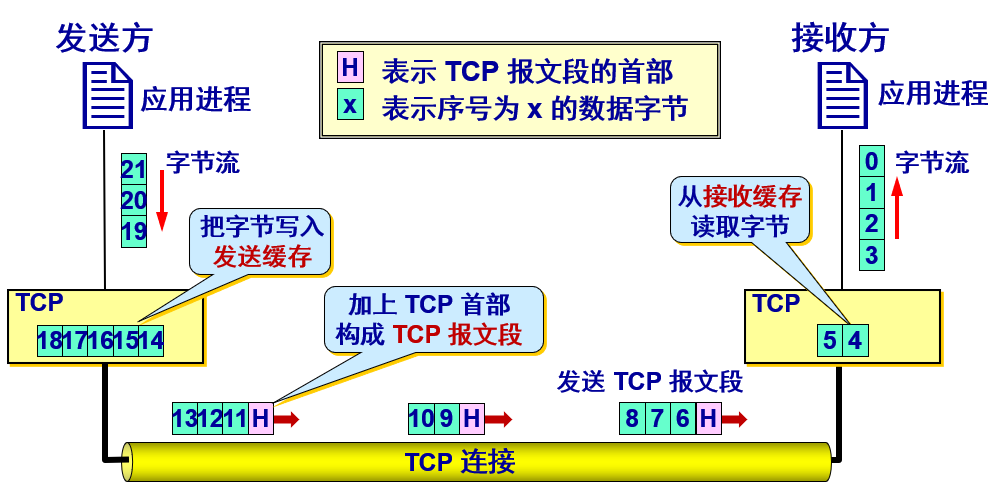 发送方
接收方
应用进程
H 表示 TCP 报文段的首部
x 表示序号为 x 的数据字节
应用进程
21
20
19
字节流
把字节写入
发送缓存
从接收缓存
读取字节
0
1
2
3
字节流
TCP
18 17 16 15 14
加上 TCP 首部
构成 TCP 报文段
TCP
5 4
发送 TCP 报文段
13 12 11 H
10 9 H
8 7 6 H
TCP 连接